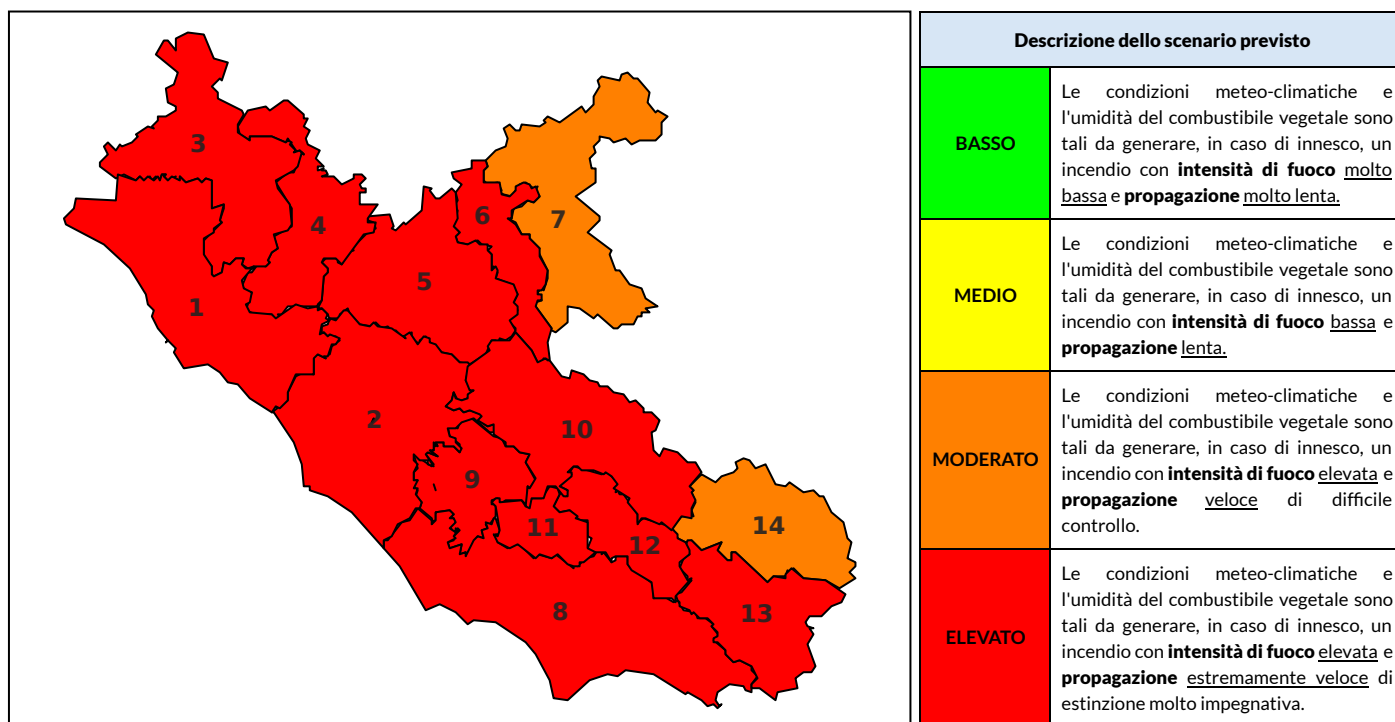 3
4
6
7
5
1
2
10
9
11
12
14
8
13
Descrizione dello scenario previsto
BASSO
Le condizioni meteo-climatiche e
l'umidità del combustibile vegetale sono
tali da generare, in caso di innesco, un
incendio con intensità di fuoco molto
bassa e propagazione molto lenta.
MEDIO
Le condizioni meteo-climatiche e
l'umidità del combustibile vegetale sono
tali da generare, in caso di innesco, un
incendio con intensità di fuoco bassa e
propagazione lenta.
MODERATO
Le condizioni meteo-climatiche e
l'umidità del combustibile vegetale sono
tali da generare, in caso di innesco, un
incendio con intensità di fuoco elevata e
propagazione veloce di difficile
controllo.
ELEVATO
Le condizioni meteo-climatiche e
l'umidità del combustibile vegetale sono
tali da generare, in caso di innesco, un
incendio con intensità di fuoco elevata e
propagazione estremamente veloce di
estinzione molto impegnativa.